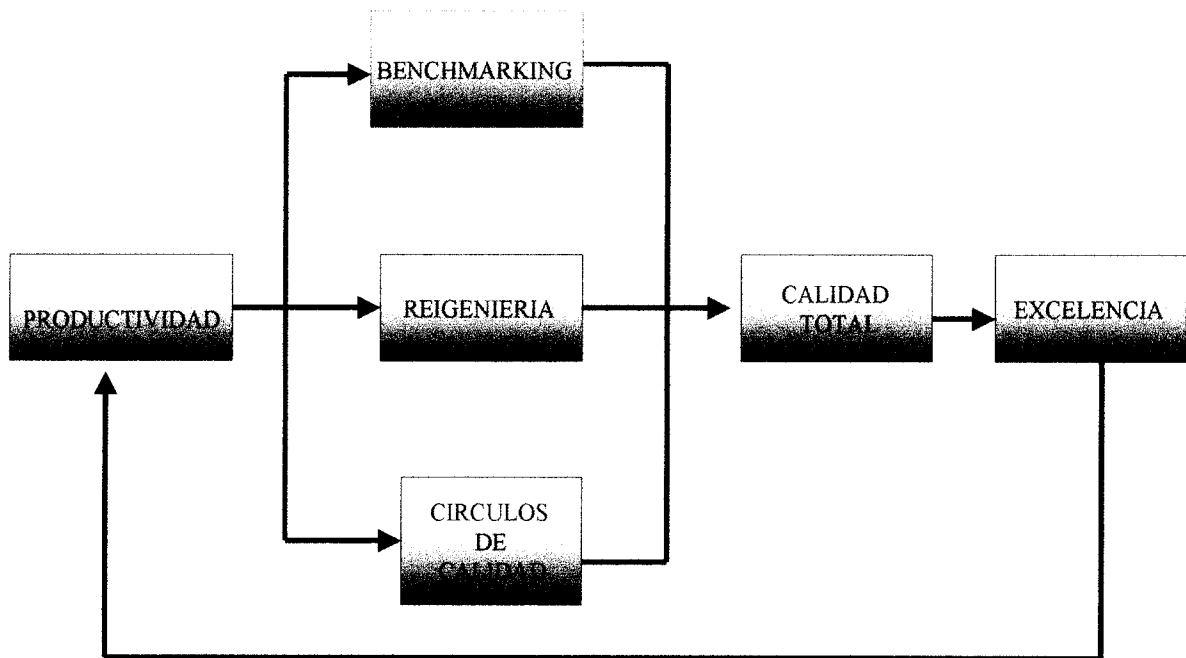 BENCHMARKING
PRODUCTIVIDAD
REIGENIERIA
CALIDAD
TOTAL
EXCELENCIA
CIRCULOS
DE
CALIDAD